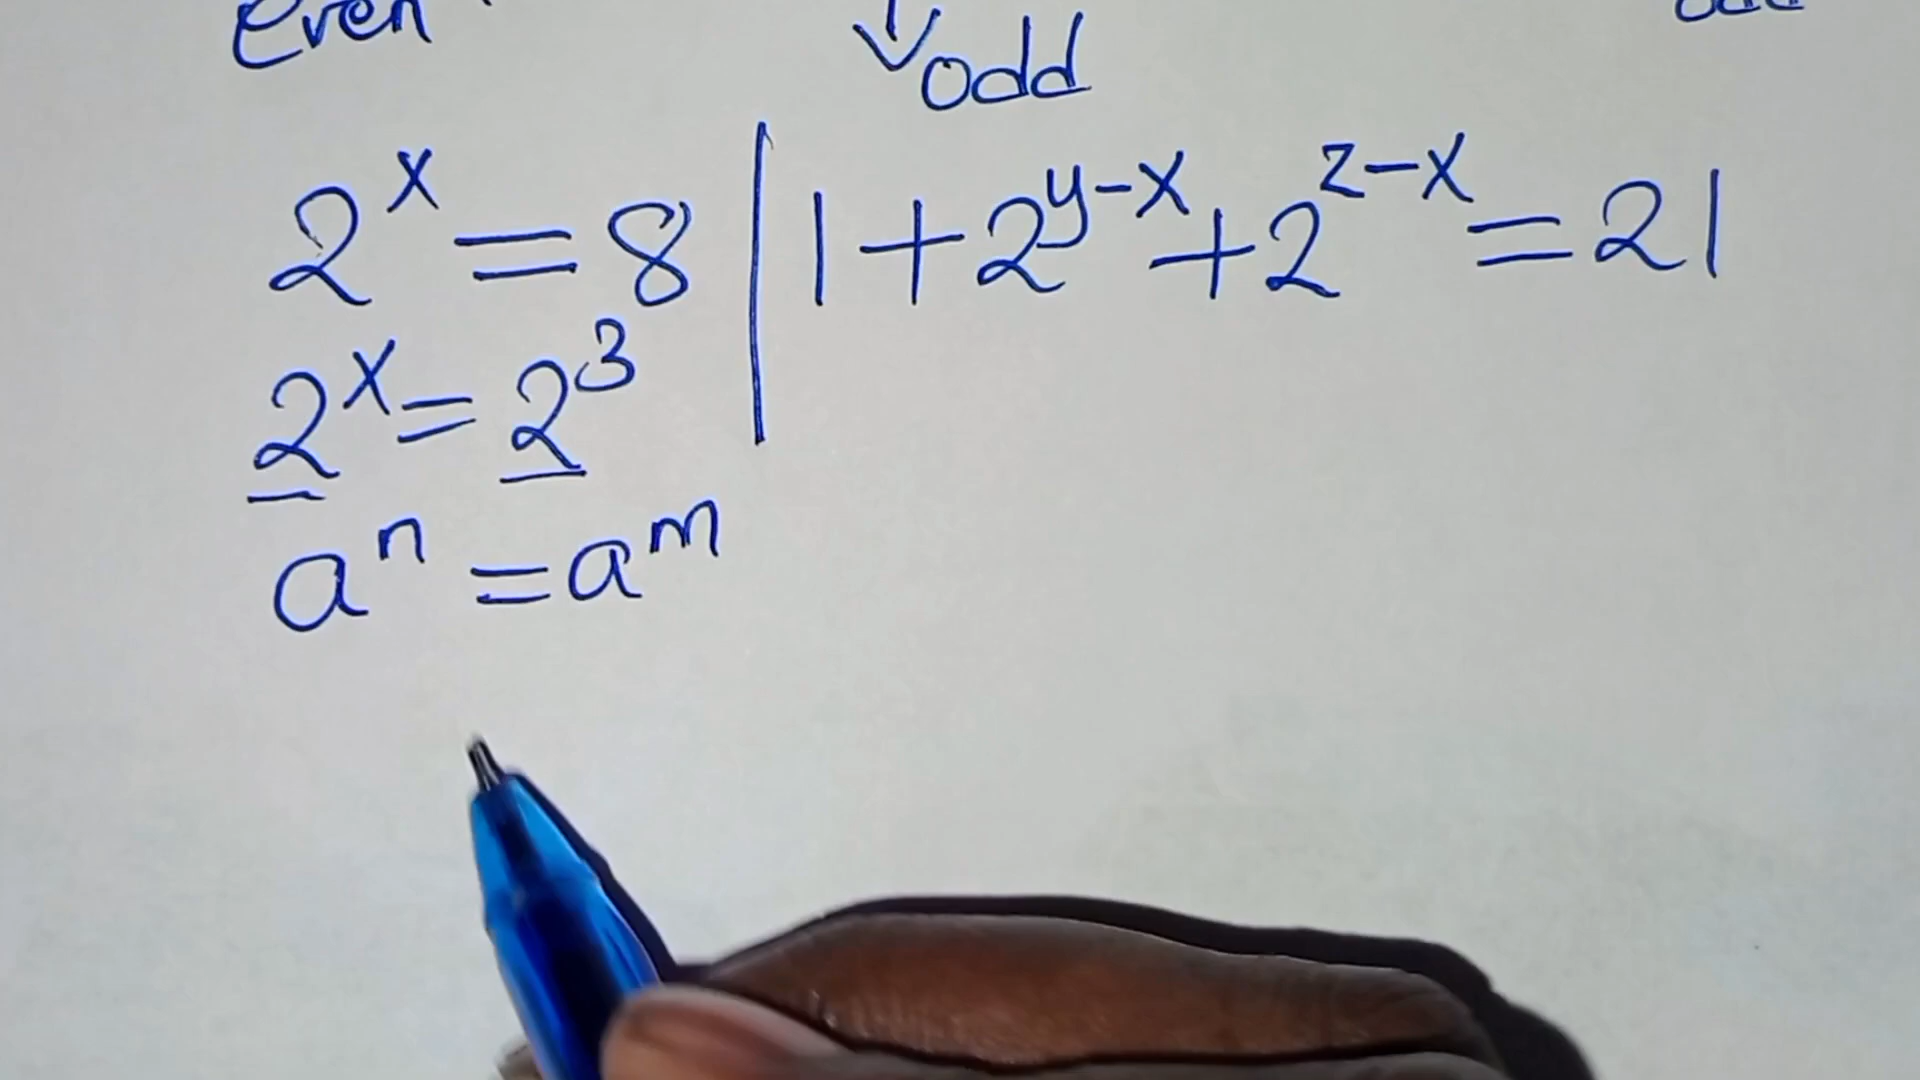 Even
Odd
2^x = 8 | 1 + 2^{y-x} + 2^{z-x} = 21
2^x = 2^3
a^n = a^m